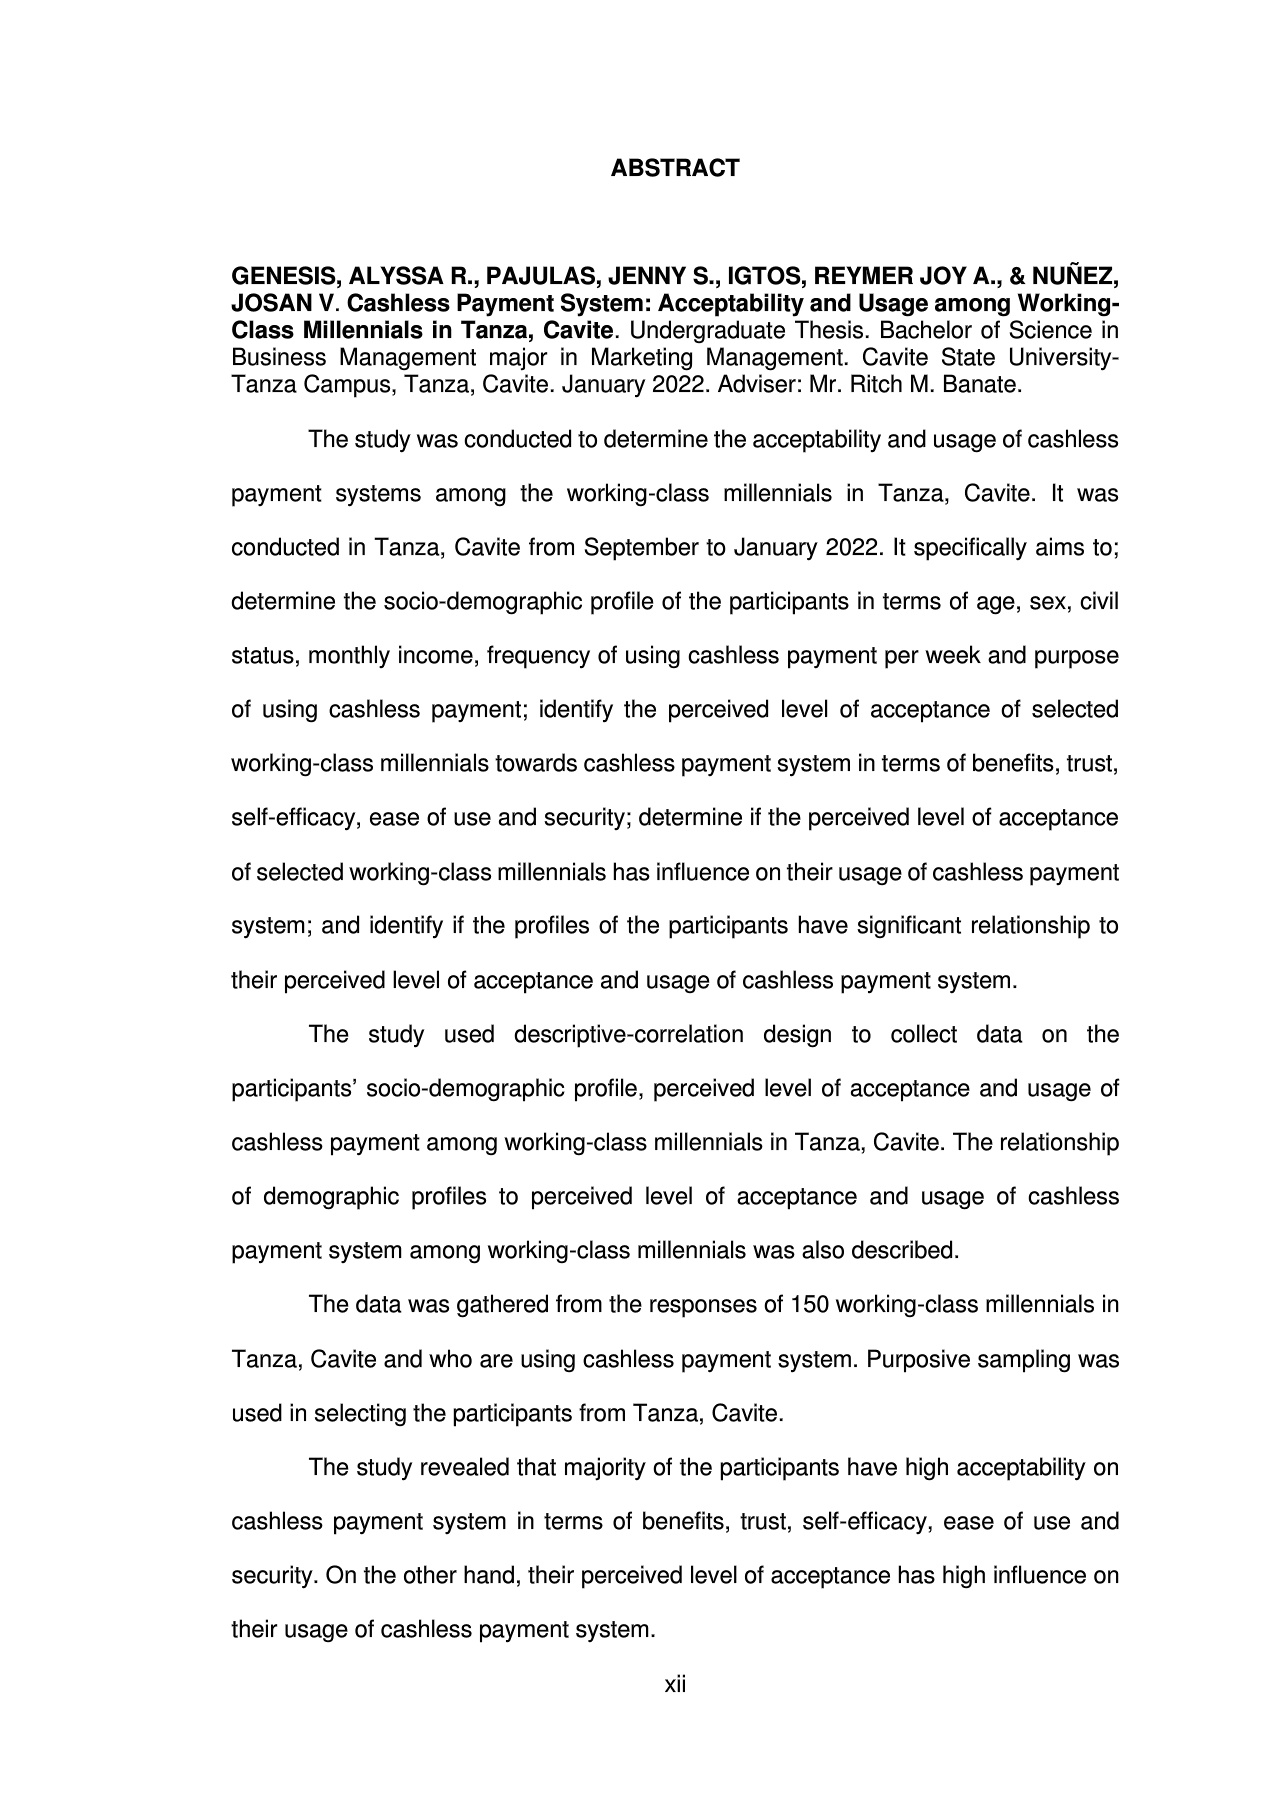 ABSTRACT
GENESIS, ALYSSA R., PAJULAS, JENNY S., IGTOS, REYMER JOY A., & NUÑEZ,
JOSAN V. Cashless Payment System: Acceptability and Usage among Working-
Class Millennials in Tanza, Cavite. Undergraduate Thesis. Bachelor of Science in
Business Management major in Marketing Management. Cavite State University-
Tanza Campus, Tanza, Cavite. January 2022. Adviser: Mr. Ritch M. Banate.
The study was conducted to determine the acceptability and usage of cashless
payment systems among the working-class millennials in Tanza, Cavite. It was
conducted in Tanza, Cavite from September to January 2022. It specifically aims to;
determine the socio-demographic profile of the participants in terms of age, sex, civil
status, monthly income, frequency of using cashless payment per week and purpose
of using cashless payment; identify the perceived level of acceptance of selected
working-class millennials towards cashless payment system in terms of benefits, trust,
self-efficacy, ease of use and security; determine if the perceived level of acceptance
of selected working-class millennials has influence on their usage of cashless payment
system; and identify if the profiles of the participants have significant relationship to
their perceived level of acceptance and usage of cashless payment system.
The study used descriptive-correlation design to collect data on the
participants’ socio-demographic profile, perceived level of acceptance and usage of
cashless payment among working-class millennials in Tanza, Cavite. The relationship
of demographic profiles to perceived level of acceptance and usage of cashless
payment system among working-class millennials was also described.
The data was gathered from the responses of 150 working-class millennials in
Tanza, Cavite and who are using cashless payment system. Purposive sampling was
used in selecting the participants from Tanza, Cavite.
The study revealed that majority of the participants have high acceptability on
cashless payment system in terms of benefits, trust, self-efficacy, ease of use and
security. On the other hand, their perceived level of acceptance has high influence on
their usage of cashless payment system.
xii